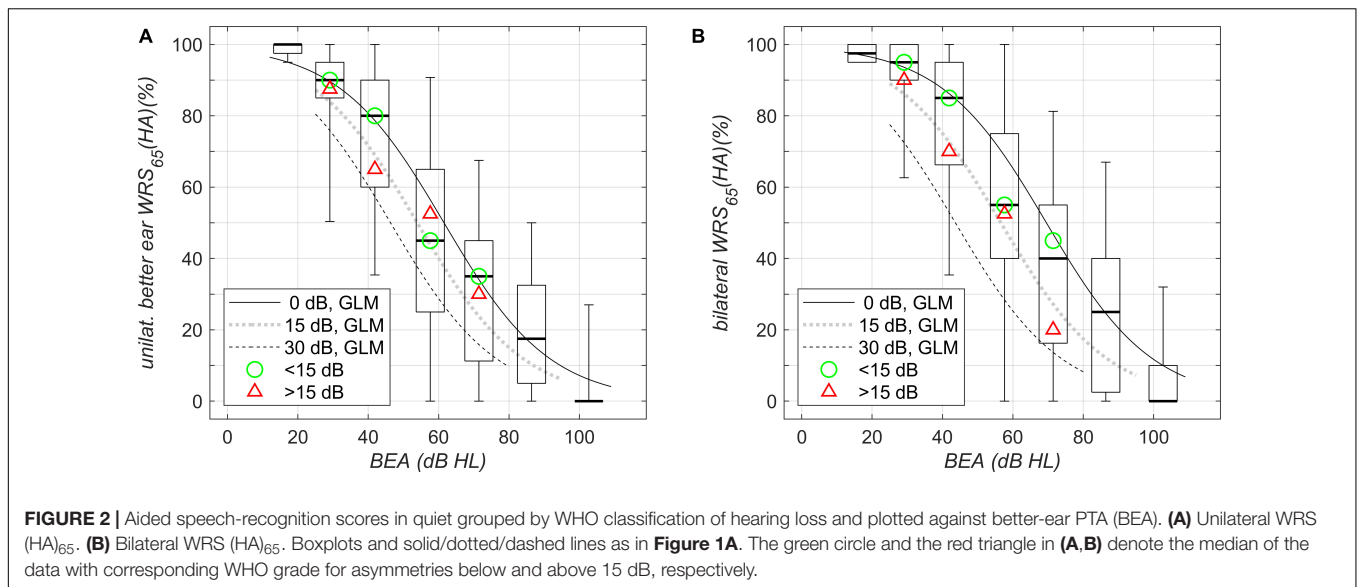 A
unilat. better ear WRS65(HA)(%)
100
80
60
40
20
0
0 dB, GLM
15 dB, GLM
30 dB, GLM
<15 dB
>15 dB
0 20 40 60 80 100
BEA (dB HL)
B
bilateral WRS65(HA)(%)
100
80
60
40
20
0
0 dB, GLM
15 dB, GLM
30 dB, GLM
<15 dB
>15 dB
0 20 40 60 80 100
BEA (dB HL)
FIGURE 2 | Aided speech-recognition scores in quiet grouped by WHO classification of hearing loss and plotted against better-ear PTA (BEA). (A) Unilateral WRS
(HA)65. (B) Bilateral WRS (HA)65. Boxplots and solid/dotted/dashed lines as in Figure 1A. The green circle and the red triangle in (A,B) denote the median of the
data with corresponding WHO grade for asymmetries below and above 15 dB, respectively.